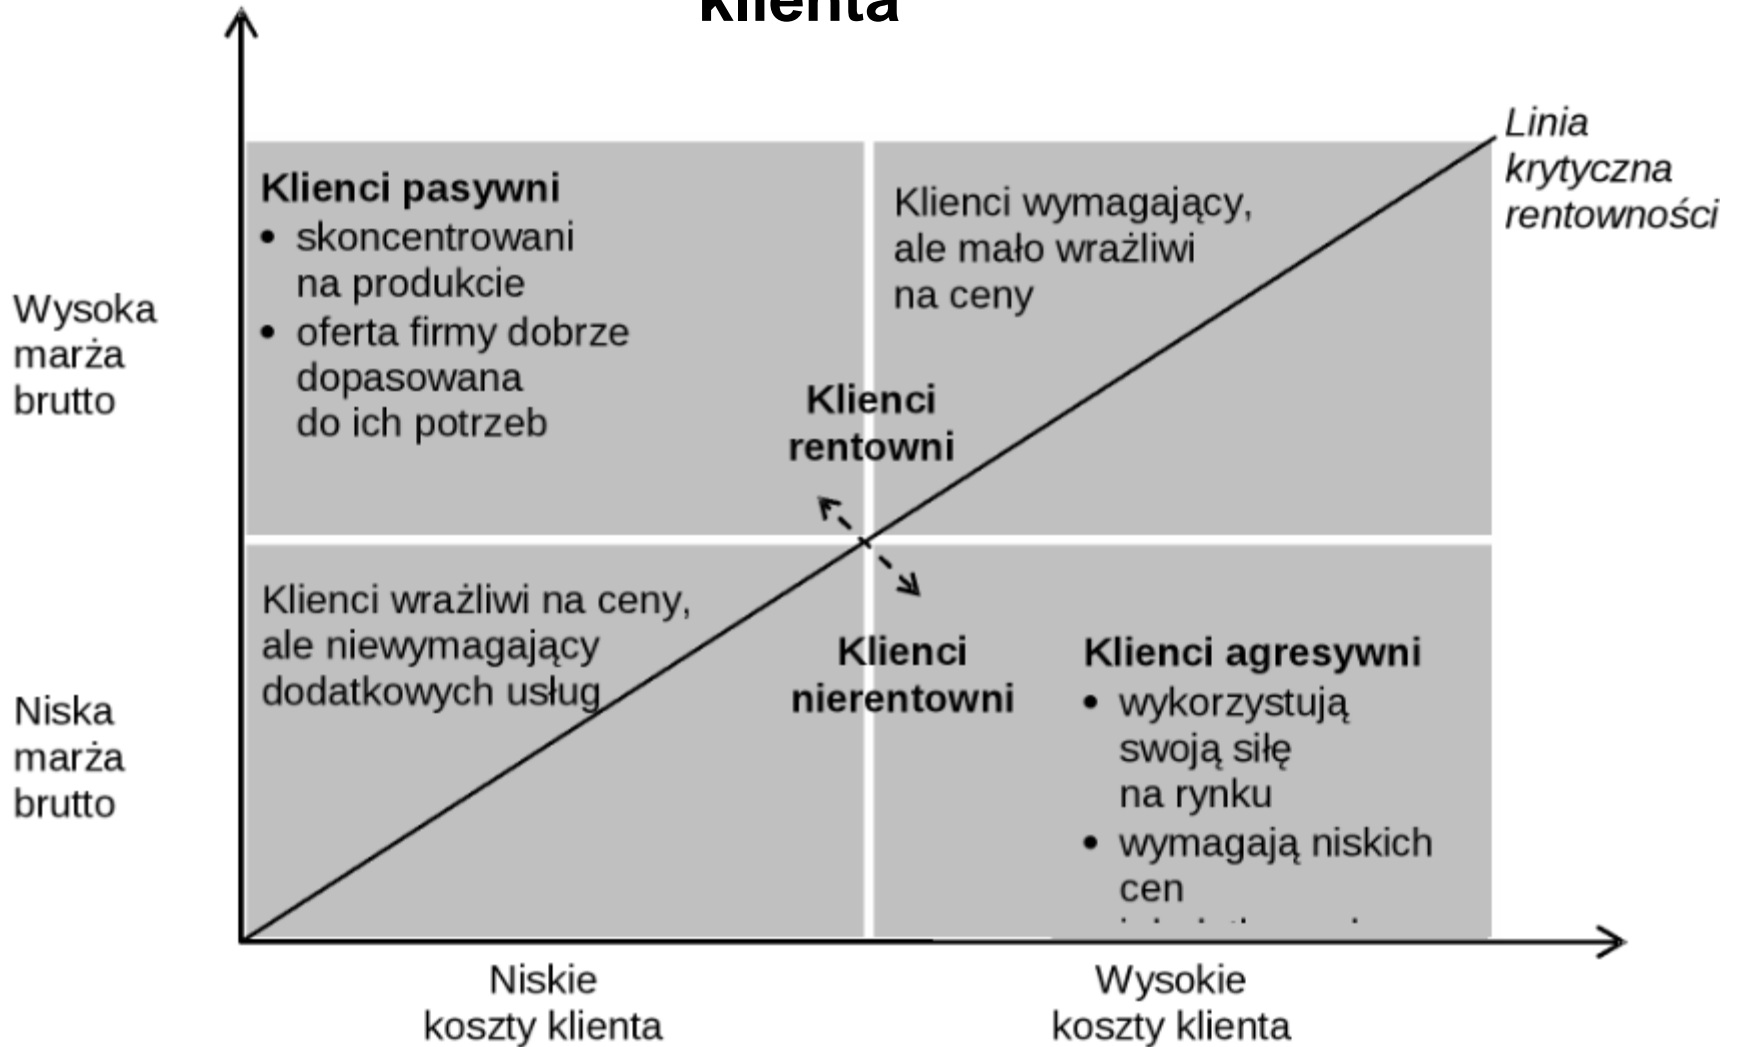 klienta
Linia
krytyczna
rentowności
Klienci pasywni
• skoncentrowani
na produkcie
• oferta firmy dobrze
dopasowana
do ich potrzeb
Klienci wymagający,
ale mało wrażliwi
na ceny
Wysoka
marża
brutto
Klienci
rentowni
Klienci wrażliwi na ceny,
ale niewymagający
dodatkowych usług
Klienci
nierentowni
Klienci agresywni
• wykorzystują
swoją siłę
na rynku
• wymagają niskich
cen
Niska
marża
brutto
Niskie
koszty klienta
Wysokie
koszty klienta